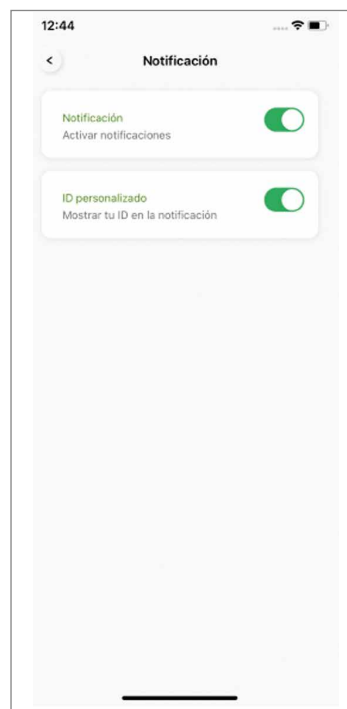 12:44
Notificación
Notificación
Activar notificaciones
ID personalizado
Mostrar tu ID en la notificación